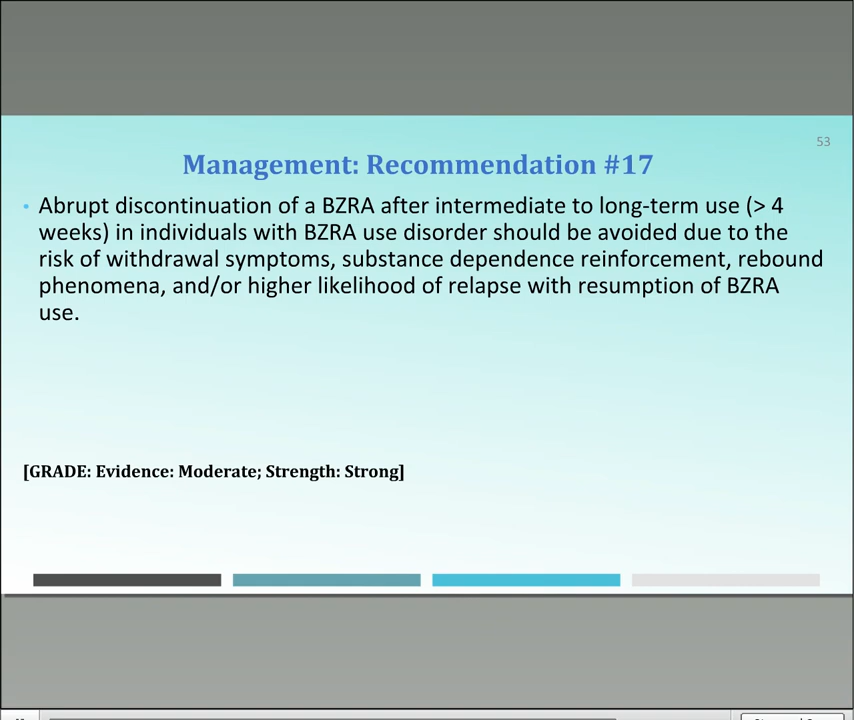 53
Management: Recommendation #17
• Abrupt discontinuation of a BZRA after intermediate to long-term use (> 4
weeks) in individuals with BZRA use disorder should be avoided due to the
risk of withdrawal symptoms, substance dependence reinforcement, rebound
phenomena, and/or higher likelihood of relapse with resumption of BZRA
use.
[GRADE: Evidence: Moderate; Strength: Strong]